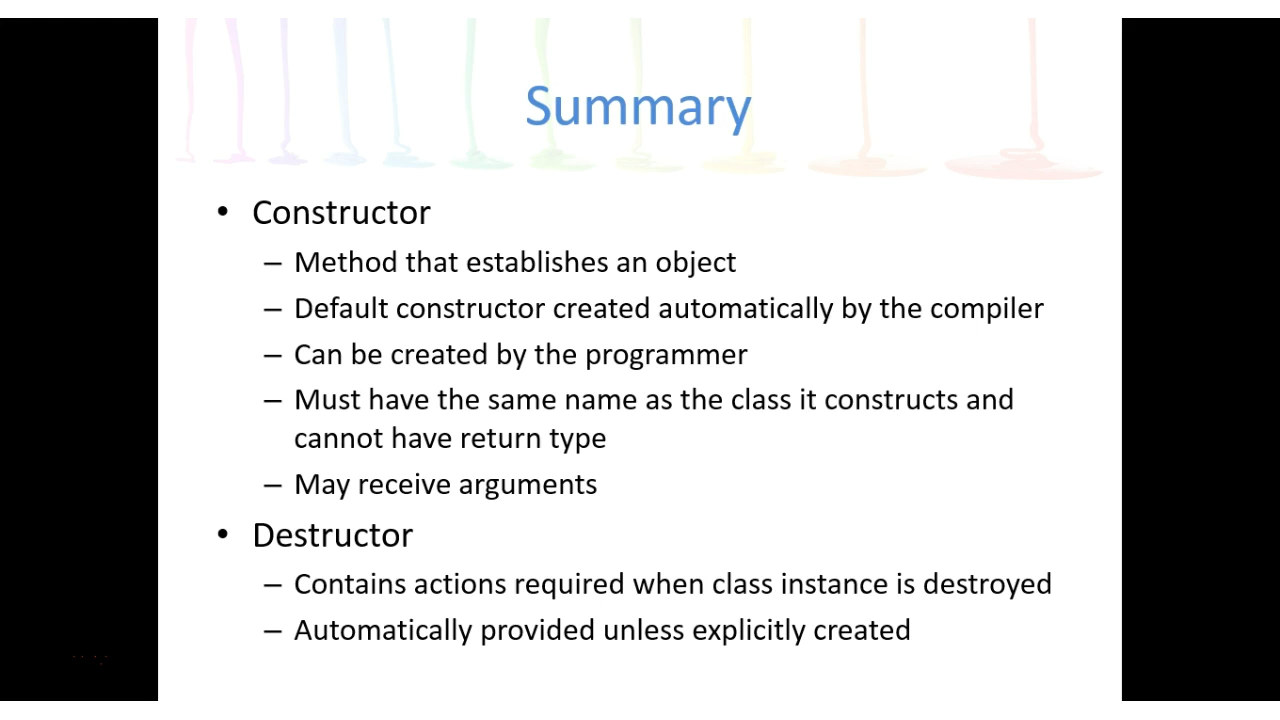 Summary
• Constructor
– Method that establishes an object
– Default constructor created automatically by the compiler
– Can be created by the programmer
– Must have the same name as the class it constructs and
cannot have return type
– May receive arguments
• Destructor
– Contains actions required when class instance is destroyed
– Automatically provided unless explicitly created